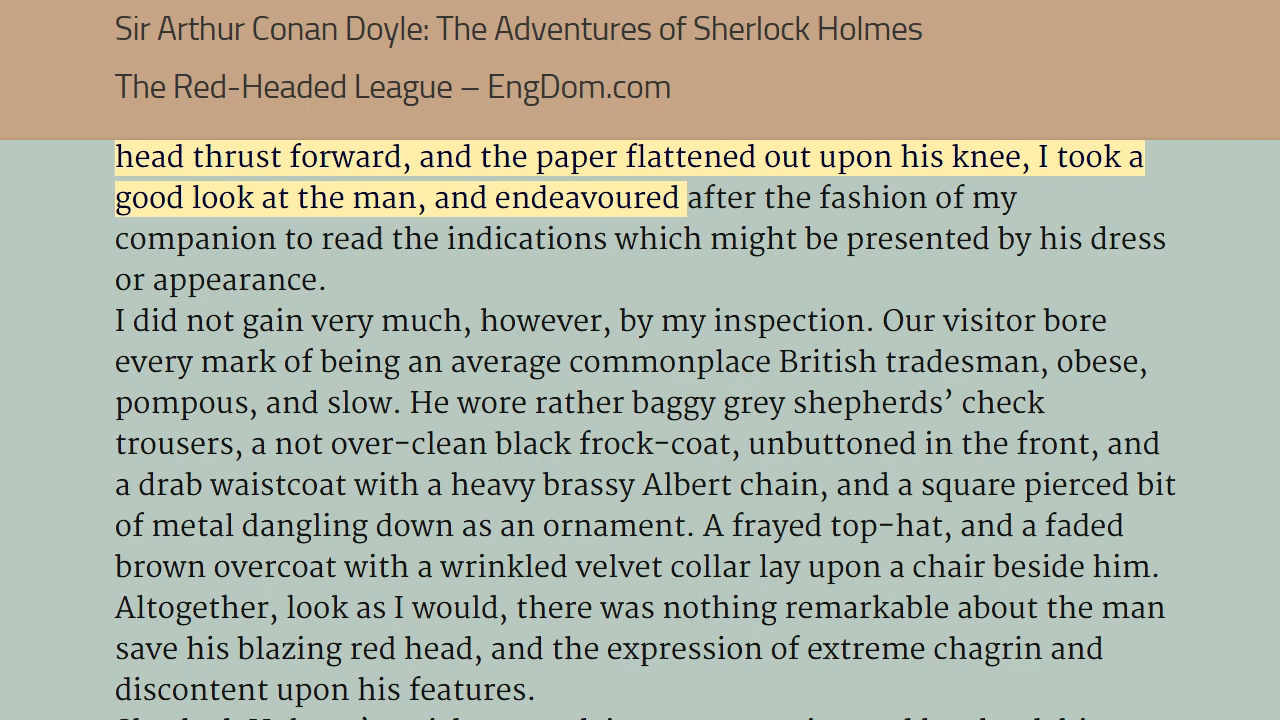 Sir Arthur Conan Doyle: The Adventures of Sherlock Holmes
The Red-Headed League – EngDom.com
head thrust forward, and the paper flattened out upon his knee, I took a
good look at the man, and endeavoured after the fashion of my
companion to read the indications which might be presented by his dress
or appearance.
I did not gain very much, however, by my inspection. Our visitor bore
every mark of being an average commonplace British tradesman, obese,
pompous, and slow. He wore rather baggy grey shepherds’ check
trousers, a not over-clean black frock-coat, unbuttoned in the front, and
a drab waistcoat with a heavy brassy Albert chain, and a square pierced bit
of metal dangling down as an ornament. A frayed top-hat, and a faded
brown overcoat with a wrinkled velvet collar lay upon a chair beside him.
Altogether, look as I would, there was nothing remarkable about the man
save his blazing red head, and the expression of extreme chagrin and
discontent upon his features.